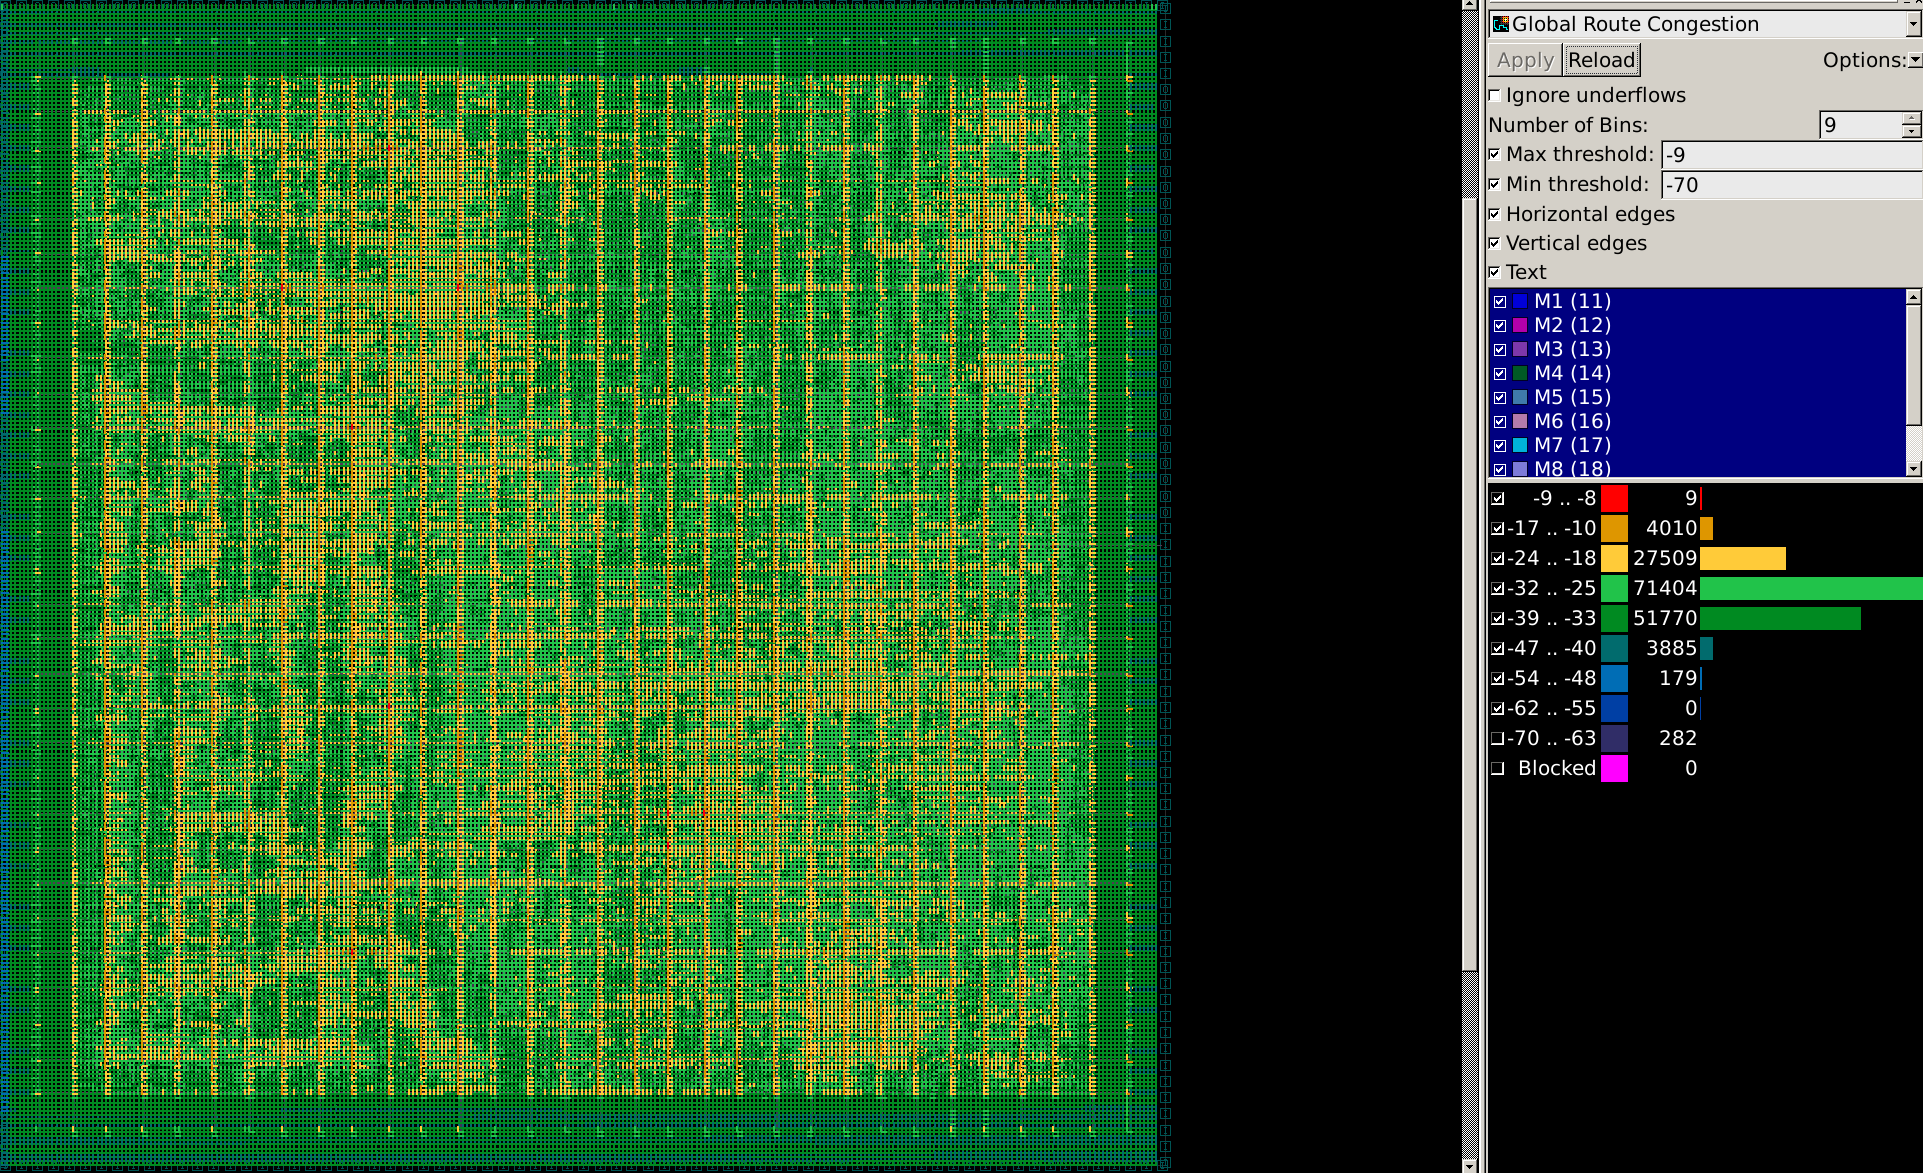 Global Route Congestion
Apply Reload Options:
Ignore underflows
Number of Bins: 9
Max threshold: -9
Min threshold: -70
Horizontal edges
Vertical edges
Text
M1 (11)
M2 (12)
M3 (13)
M4 (14)
M5 (15)
M6 (16)
M7 (17)
M8 (18)
-9 .. -8 9
-17 .. -10 4010
-24 .. -18 27509
-32 .. -25 71404
-39 .. -33 51770
-47 .. -40 3885
-54 .. -48 179
-62 .. -55 0
-70 .. -63 282
Blocked 0